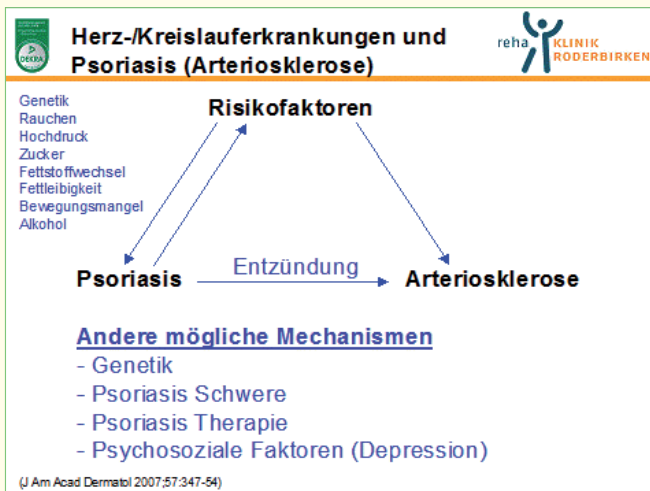 Herz-/Kreislauferkrankungen und
Psoriasis (Arteriosklerose)
DEKRA
reha KLINIK
RODERBIRKEN
Genetik
Rauchen
Hochdruck
Zucker
Fettstoffwechsel
Fettleibigkeit
Bewegungsmangel
Alkohol
Risikofaktoren
Psoriasis
Entzündung
Arteriosklerose
Andere mögliche Mechanismen
- Genetik
- Psoriasis Schwere
- Psoriasis Therapie
- Psychosoziale Faktoren (Depression)
(J Am Acad Dermatol 2007;57:347-54)